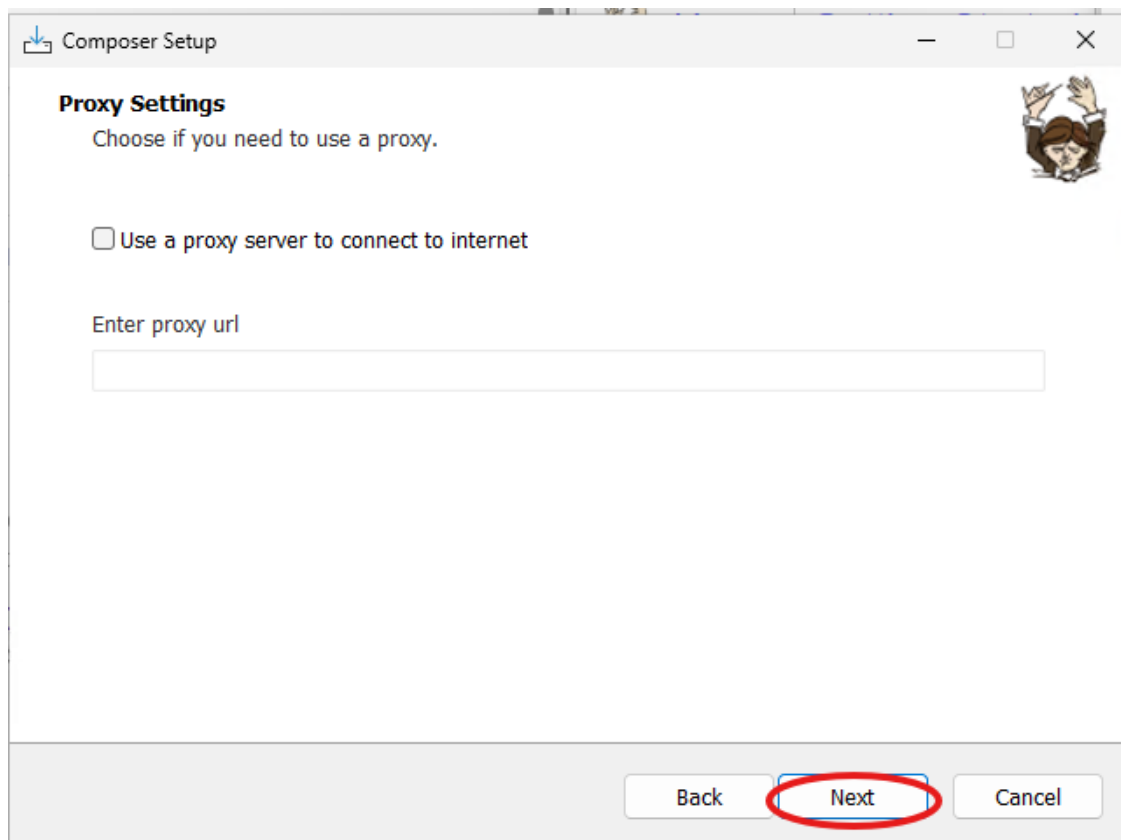 Composer Setup
Proxy Settings
Choose if you need to use a proxy.
Use a proxy server to connect to internet
Enter proxy url
Back Next Cancel